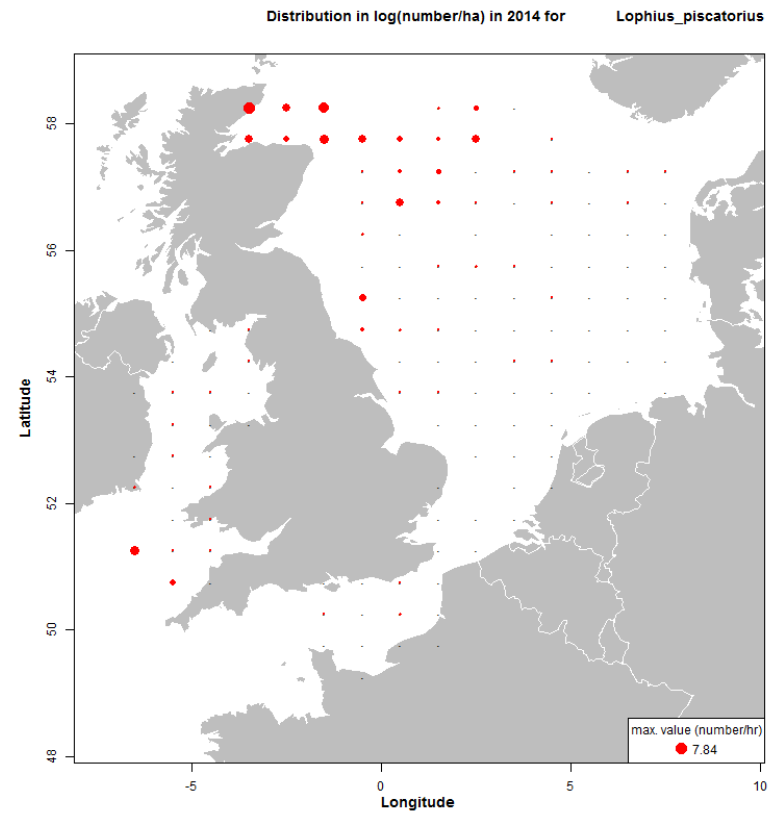 Distribution in log(number/ha) in 2014 for Lophius_piscatorius
58
56
54
52
50
48
Latitude
-5
0
5
10
Longitude
max. value (number/hr)
7.84